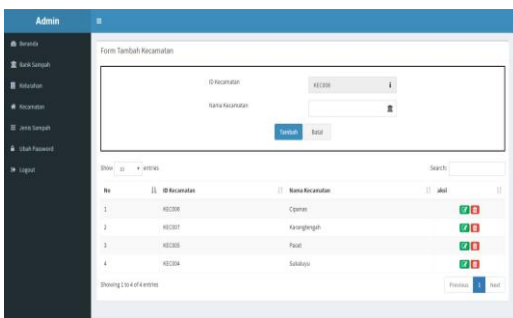 Admin
Beranda
Bank Sampah
Kelurahan
Kecamatan
Jenis Sampah
Ubah Password
Logout
Form Tambah Kecamatan
ID Kecamatan
Nama Kecamatan
Tambah Batal
Show 10 entries Search:
No ID Kecamatan Nama Kecamatan aksi
1 Cipanas
2 KEC007 Karangtengah
3 KEC005 Pacet
4 KEC004 Sukaluyu
Showing 1 to 4 of 4 entries Previous 1 Next